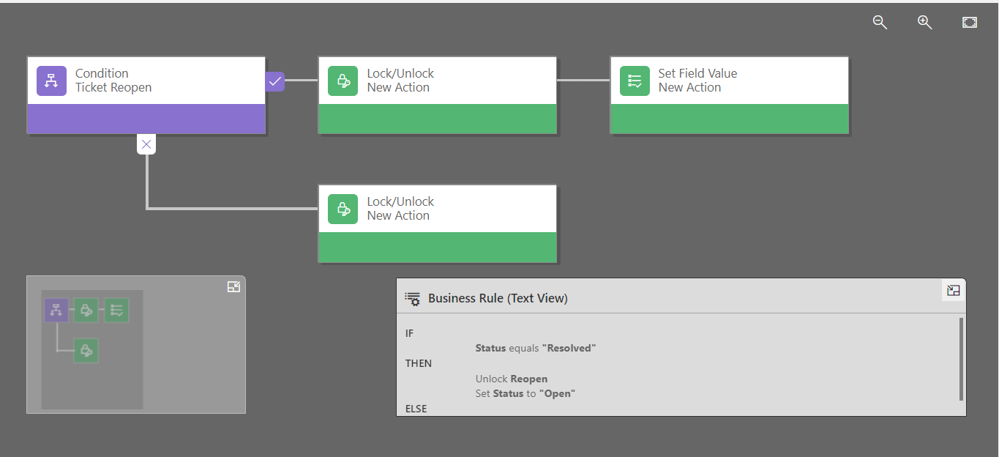 Condition
Ticket Reopen
Lock/Unlock
New Action
Set Field Value
New Action
Lock/Unlock
New Action
Business Rule (Text View)
IF
Status equals "Resolved"
THEN
Unlock Reopen
Set Status to "Open"
ELSE